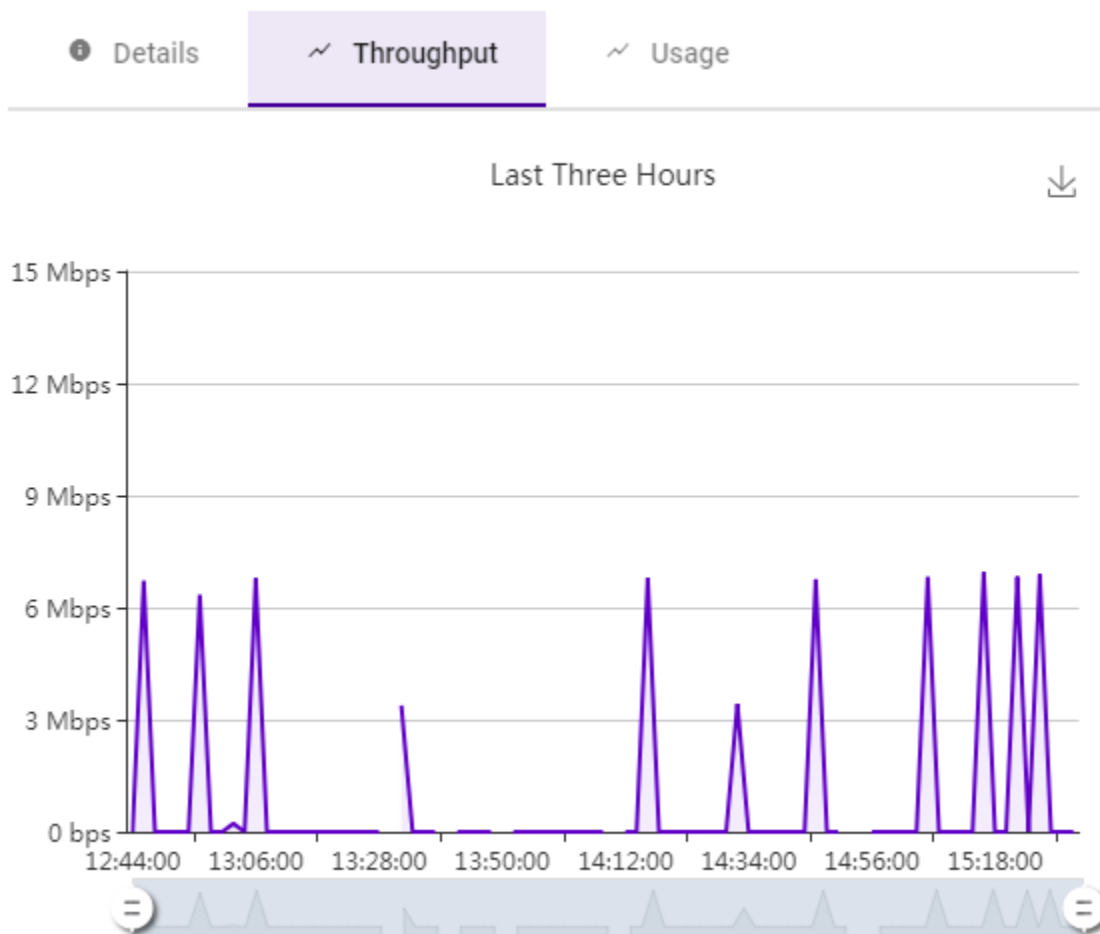 Details Throughput Usage
Last Three Hours
15 Mbps
12 Mbps
9 Mbps
6 Mbps
3 Mbps
0 bps
12:44:00 13:06:00 13:28:00 13:50:00 14:12:00 14:34:00 14:56:00 15:18:00